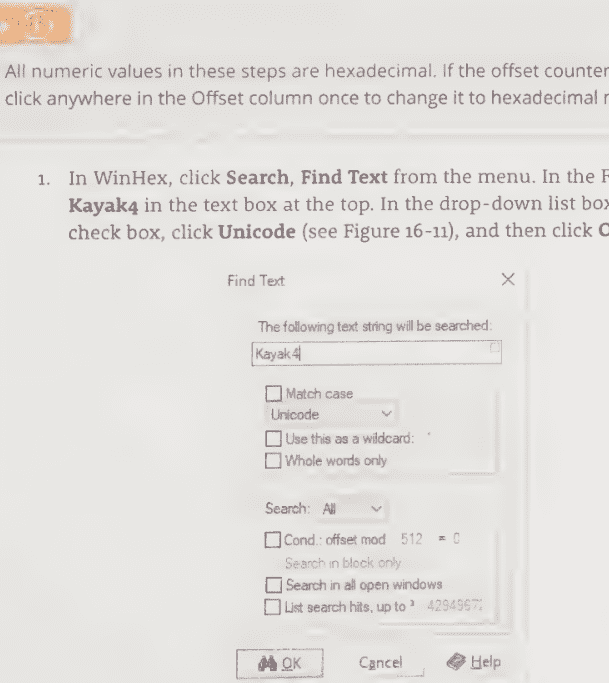 All numeric values in these steps are hexadecimal. If the offset counter
click anywhere in the Offset column once to change it to hexadecimal
1. In WinHex, click Search, Find Text from the menu. In the
Kayak4 in the text box at the top. In the drop-down list box
check box, click Unicode (see Figure 16-11), and then click
Find Text
The following text string will be searched:
Kayak4
Match case
Unicode
Use this as a wildcard:
Whole words only
Search: All
Cond.: offset mod 512 = 0
Search in block only
Search in all open windows
List search hits, up to
OK
Cancel
Help